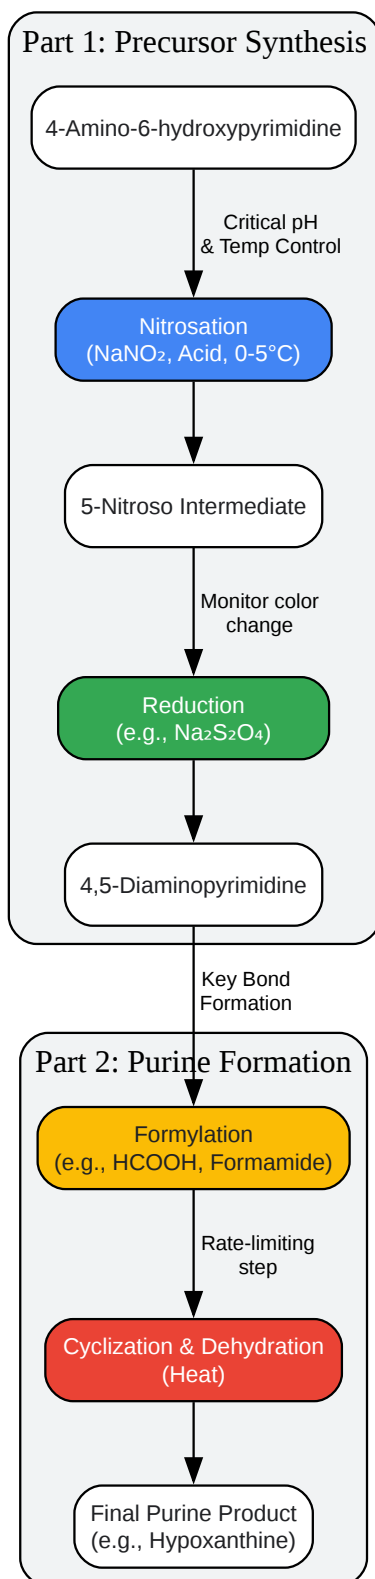 Part 1: Precursor Synthesis
4-Amino-6-hydroxypyrimidine
Critical pH
& Temp Control
Nitrosation
(NaNO₂, Acid, 0-5°C)
5-Nitroso Intermediate
Monitor color
change
Reduction
(e.g., Na₂S₂O₄)
4,5-Diaminopyrimidine
Key Bond
Formation
Part 2: Purine Formation
Formylation
(e.g., HCOOH, Formamide)
Rate-limiting
step
Cyclization & Dehydration
(Heat)
Final Purine Product
(e.g., Hypoxanthine)